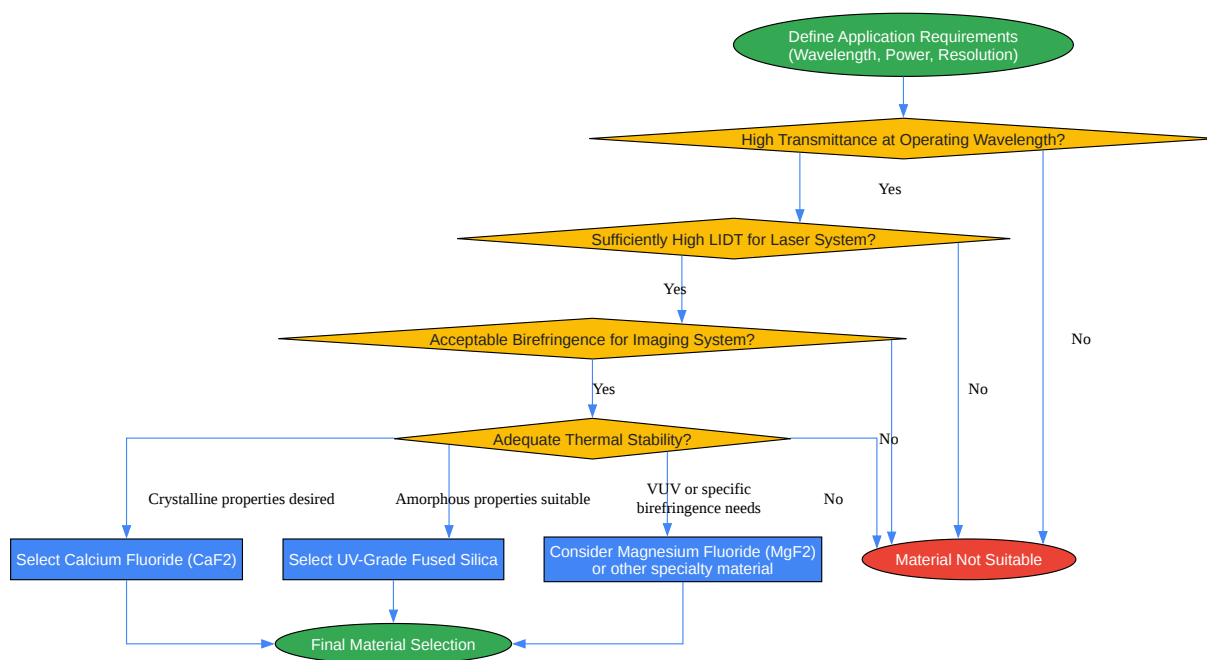 Define Application Requirements
(Wavelength, Power, Resolution)
High Transmittance at Operating Wavelength?
Yes
Sufficiently High LIDT for Laser System?
Yes
Acceptable Birefringence for Imaging System?
No
Yes
No
Adequate Thermal Stability?
No
Crystalline properties desired
Amorphous properties suitable
VUV or specific
birefringence needs
No
Select Calcium Fluoride (CaF2)
Select UV-Grade Fused Silica
Consider Magnesium Fluoride (MgF2)
or other specialty material
Material Not Suitable
Final Material Selection